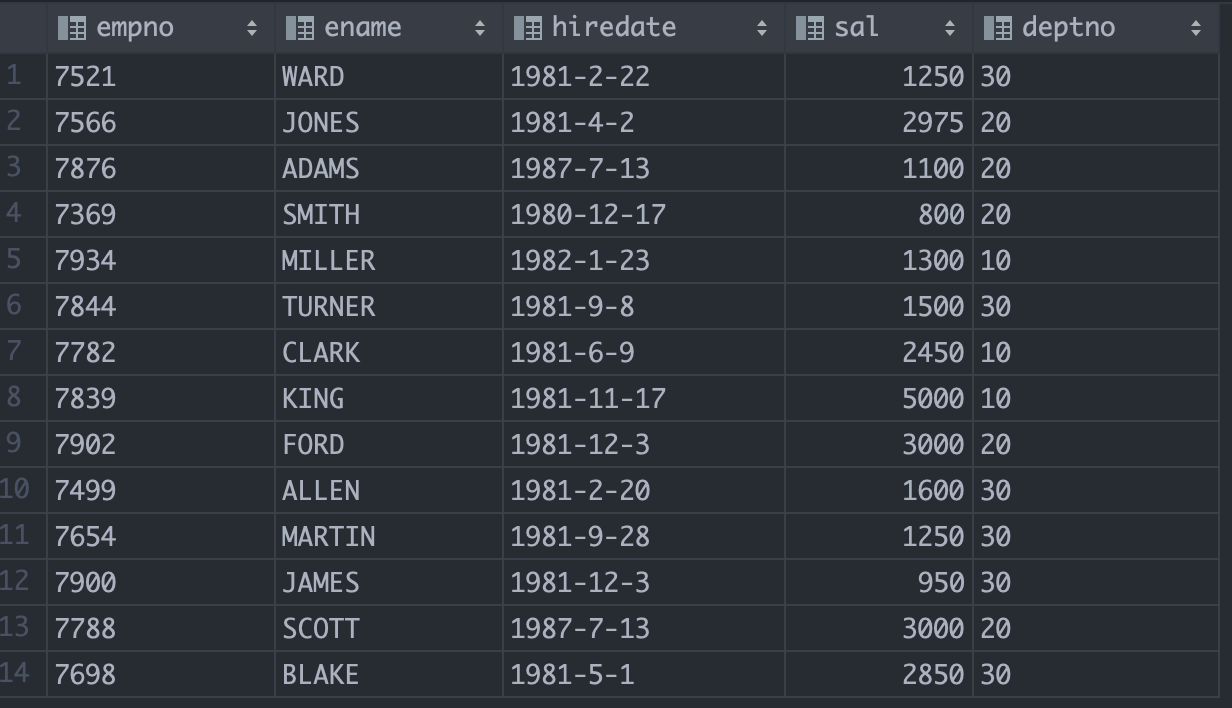 empno ename hiredate sal deptno
1 7521 WARD 1981-2-22 1250 30
2 7566 JONES 1981-4-2 2975 20
3 7876 ADAMS 1987-7-13 1100 20
4 7369 SMITH 1980-12-17 800 20
5 7934 MILLER 1982-1-23 1300 10
6 7844 TURNER 1981-9-8 1500 30
7 7782 CLARK 1981-6-9 2450 10
8 7839 KING 1981-11-17 5000 10
9 7902 FORD 1981-12-3 3000 20
10 7499 ALLEN 1981-2-20 1600 30
11 7654 MARTIN 1981-9-28 1250 30
12 7900 JAMES 1981-12-3 950 30
13 7788 SCOTT 1987-7-13 3000 20
14 7698 BLAKE 1981-5-1 2850 30